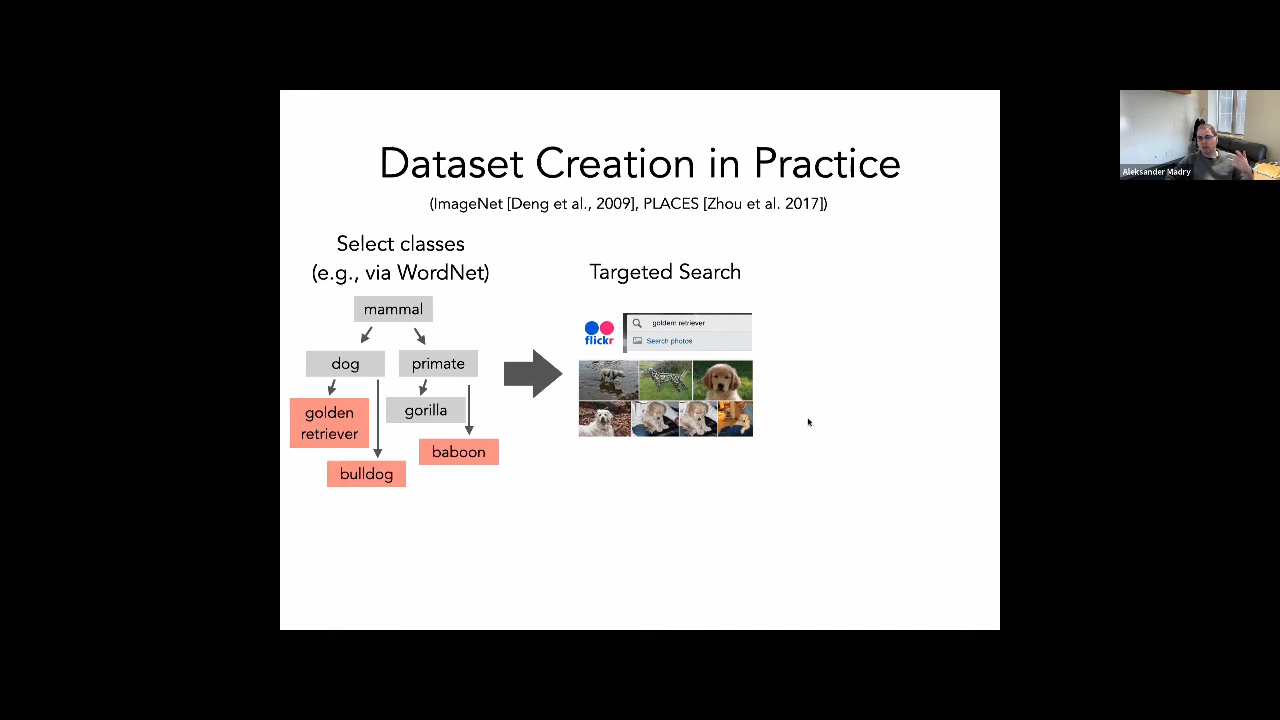 Dataset Creation in Practice
(ImageNet [Deng et al., 2009], PLACES [Zhou et al. 2017])
Select classes
(e.g., via WordNet)
mammal
dog
primate
golden
retriever
gorilla
baboon
bulldog
Targeted Search
flickr
goldern retriever
Search photos
Aleksander Madry